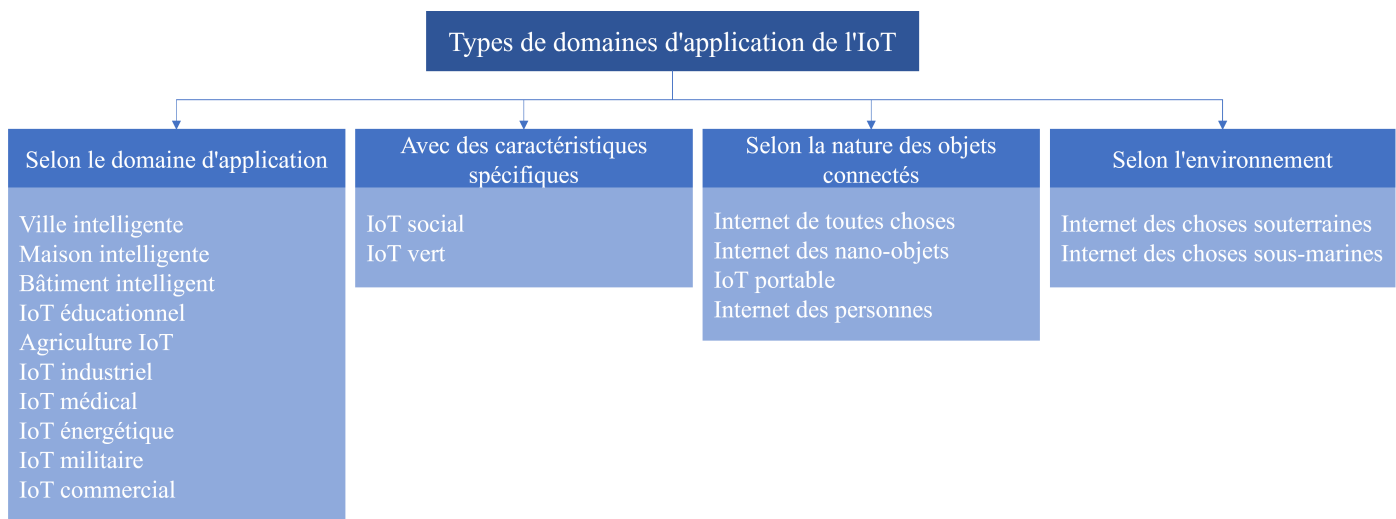 Types de domaines d'application de l'IoT
Selon le domaine d'application
Ville intelligente
Maison intelligente
Bâtiment intelligent
IoT éducationnel
Agriculture IoT
IoT industriel
IoT médical
IoT énergétique
IoT militaire
IoT commercial
Avec des caractéristiques
spécifiques
IoT social
IoT vert
Selon la nature des objets
connectés
Internet de toutes choses
Internet des nano-objets
IoT portable
Internet des personnes
Selon l'environnement
Internet des choses souterraines
Internet des choses sous-marines